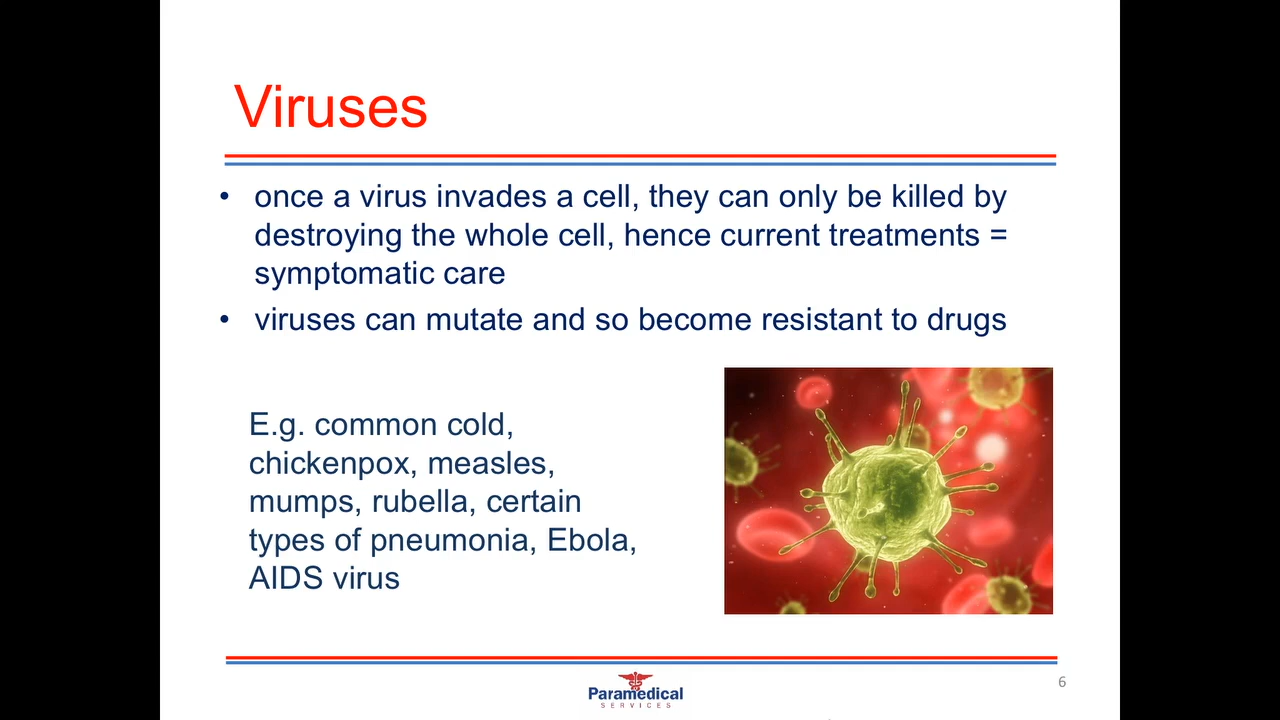 Viruses
• once a virus invades a cell, they can only be killed by
destroying the whole cell, hence current treatments =
symptomatic care
• viruses can mutate and so become resistant to drugs
E.g. common cold,
chickenpox, measles,
mumps, rubella, certain
types of pneumonia, Ebola,
AIDS virus
Paramedical
SERVICES
6